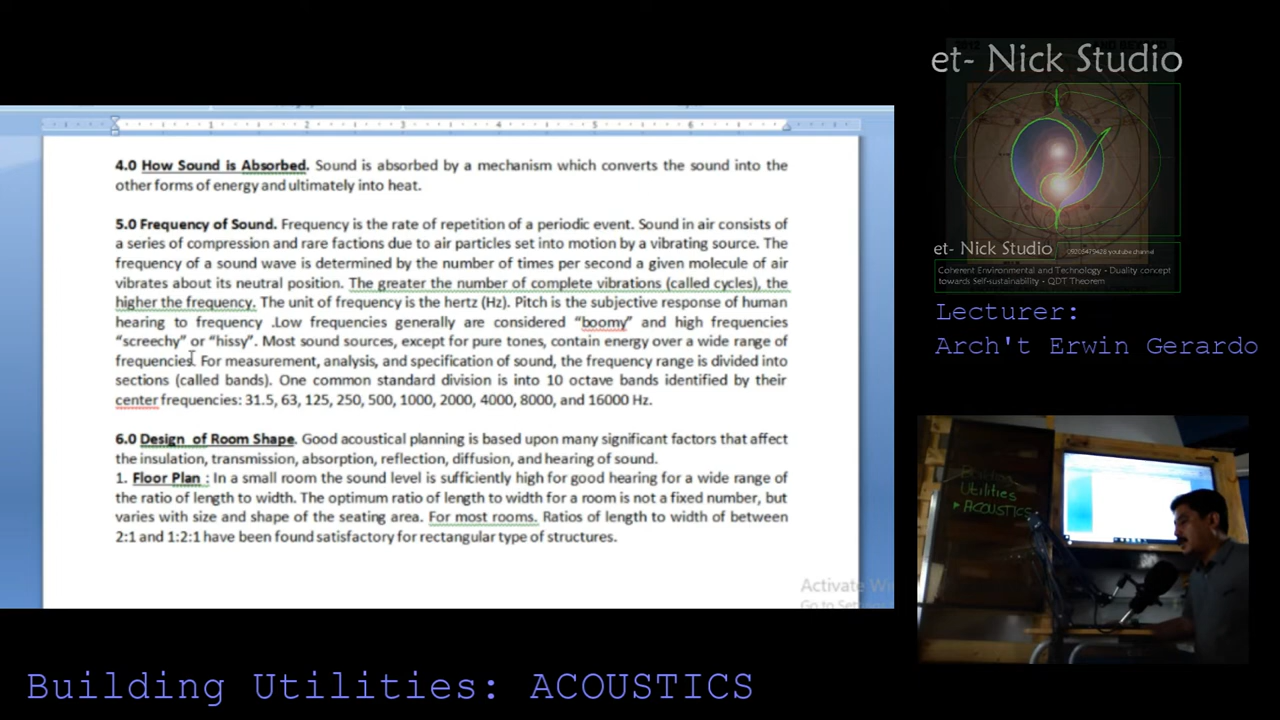 et- Nick Studio
4.0 How Sound is Absorbed. Sound is absorbed by a mechanism which converts the sound into the
other forms of energy and ultimately into heat.
5.0 Frequency of Sound. Frequency is the rate of repetition of a periodic event. Sound in air consists of
a series of compression and rare factions due to air particles set into motion by a vibrating source. The
frequency of a sound wave is determined by the number of times per second a given molecule of air
vibrates about its neutral position. The greater the number of complete vibrations (called cycles), the
higher the frequency. The unit of frequency is the hertz (Hz). Pitch is the subjective response of human
hearing to frequency .Low frequencies generally are considered “boomy” and high frequencies
“screechy” or “hissy”. Most sound sources, except for pure tones, contain energy over a wide range of
frequencies. For measurement, analysis, and specification of sound, the frequency range is divided into
sections (called bands). One common standard division is into 10 octave bands identified by their
center frequencies: 31.5, 63, 125, 250, 500, 1000, 2000, 4000, 8000, and 16000 Hz.
6.0 Design of Room Shape. Good acoustical planning is based upon many significant factors that affect
the insulation, transmission, absorption, reflection, diffusion, and hearing of sound.
1. Floor Plan : In a small room the sound level is sufficiently high for good hearing for a wide range of
the ratio of length to width. The optimum ratio of length to width for a room is not a fixed number, but
varies with size and shape of the seating area. For most rooms. Ratios of length to width of between
2:1 and 1:2:1 have been found satisfactory for rectangular type of structures.
Activate Wi
Go to Se
et- Nick Studio
09205479428 youtube channel
Coherent Environmental and Technology - Duality concept
towards Self-sustainability - QDT Theorem
Lecturer:
Arch't Erwin Gerardo
Building
Utilities
ACOUSTICS
Building Utilities: ACOUSTICS